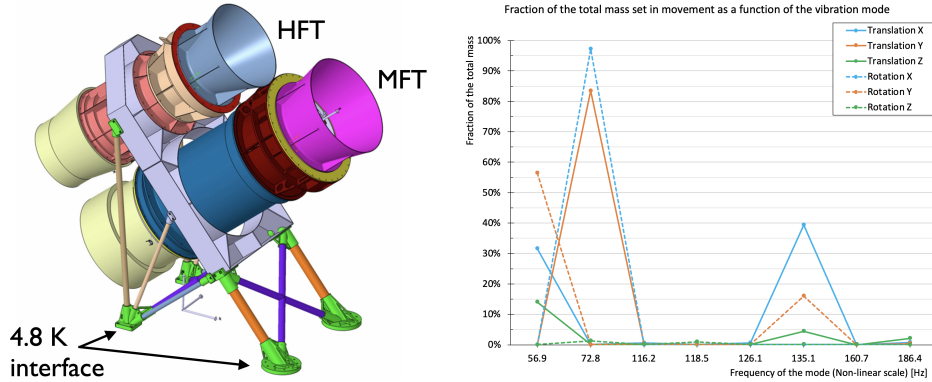 HFT
MFT
4.8 K
interface
Fraction of the total mass set in movement as a function of the vibration mode
Translation X
Translation Y
Translation Z
Rotation X
Rotation Y
Rotation Z
Fraction of the total mass
100%
90%
80%
70%
60%
50%
40%
30%
20%
10%
0%
56.9 72.8 116.2 118.5 126.1 135.1 160.7 186.4
Frequency of the mode (Non-linear scale) [Hz]